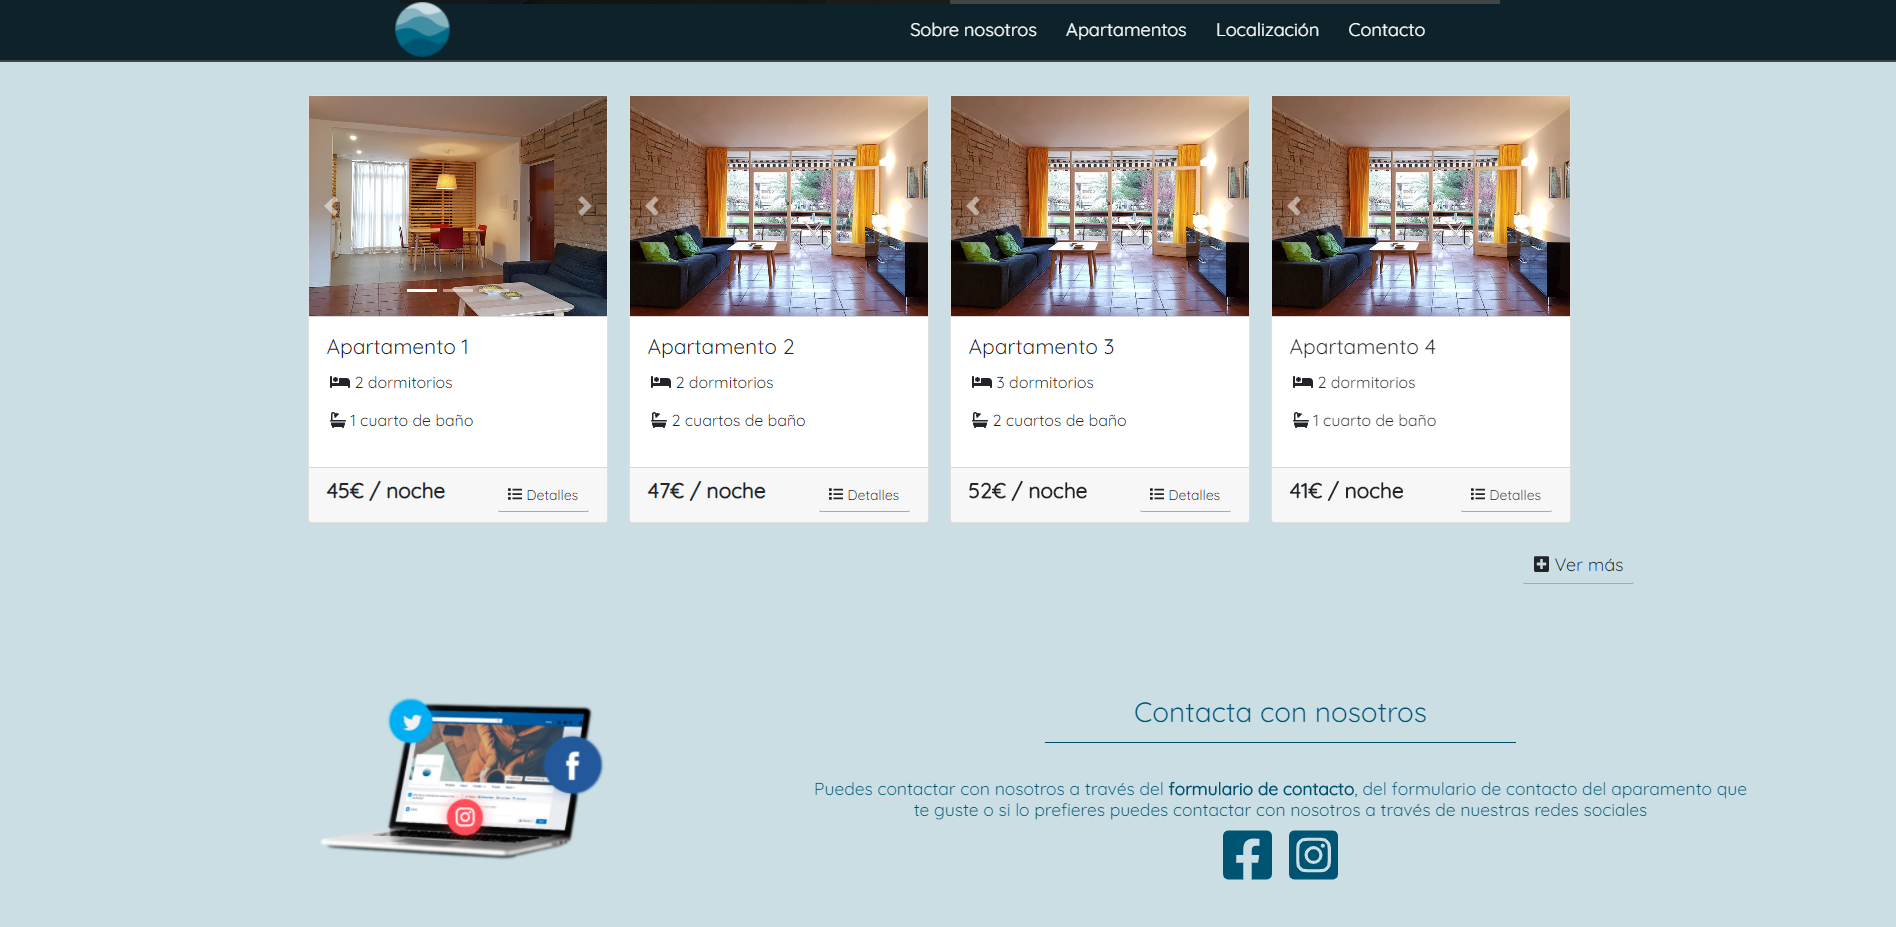 Sobre nosotros Apartamentos Localización Contacto
Apartamento 1
2 dormitorios
1 cuarto de baño
45€ / noche Detalles
Apartamento 2
2 dormitorios
2 cuartos de baño
47€ / noche Detalles
Apartamento 3
3 dormitorios
2 cuartos de baño
52€ / noche Detalles
Apartamento 4
2 dormitorios
1 cuarto de baño
41€ / noche Detalles
Ver más
Contacta con nosotros
Puedes contactar con nosotros a través del formulario de contacto, del formulario de contacto del aparamento que
te guste o si lo prefieres puedes contactar con nosotros a través de nuestras redes sociales